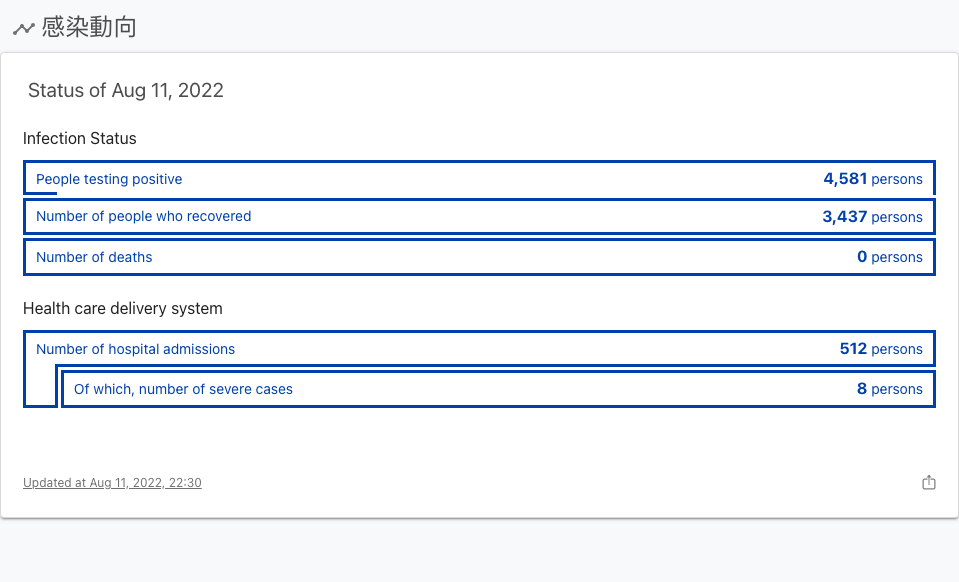 感染動向
Status of Aug 11, 2022
Infection Status
People testing positive 4,581 persons
Number of people who recovered 3,437 persons
Number of deaths 0 persons
Health care delivery system
Number of hospital admissions 512 persons
Of which, number of severe cases 8 persons
Updated at Aug 11, 2022, 22:30